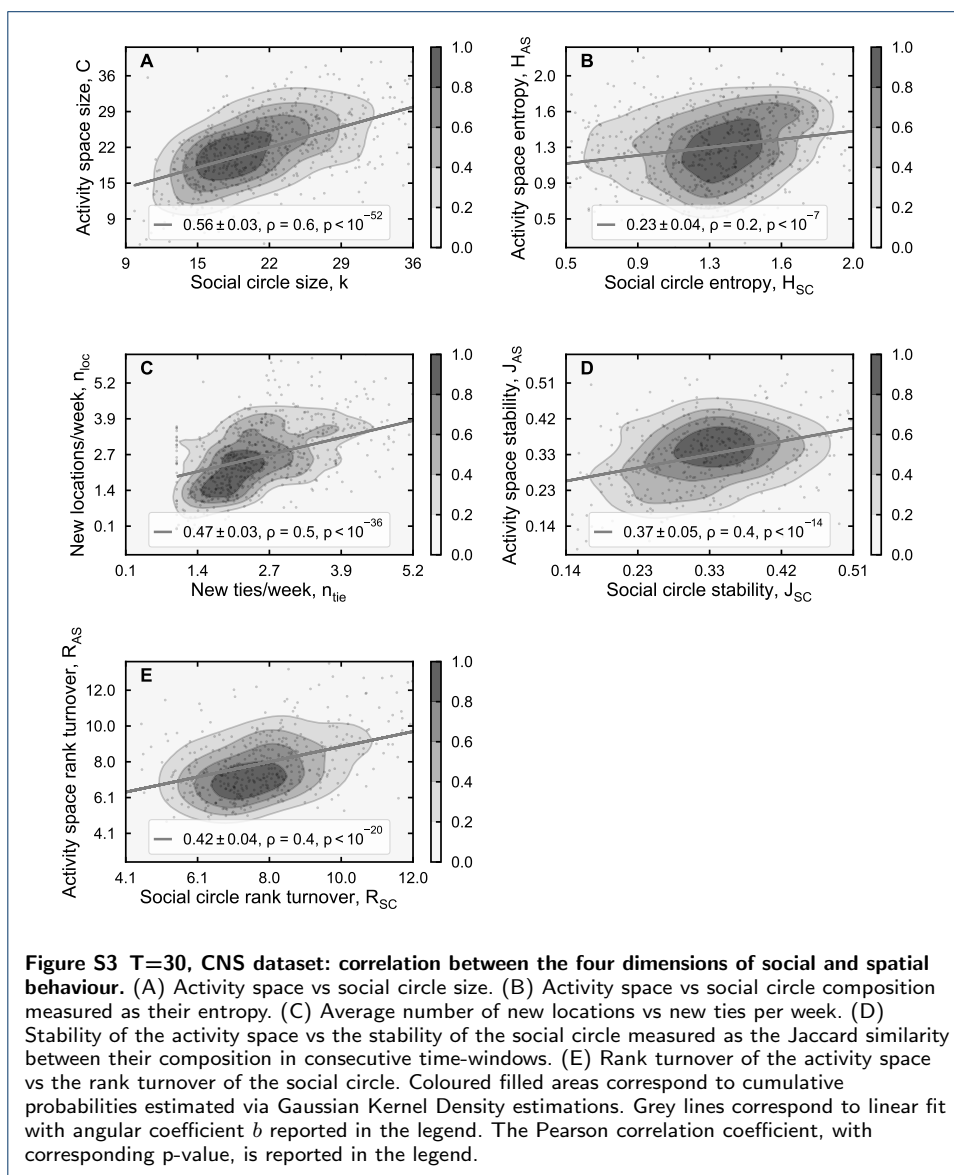 A
Activity space size, C
36
29
22
15
9
9 15 22 29 36
Social circle size, k
0.56 ± 0.03, ρ = 0.6, p < 10^−52
1.0
0.8
0.6
0.4
0.2
0.0
B
Activity space entropy, H_AS
2.0
1.6
1.3
0.9
0.5
0.5 0.9 1.3 1.6 2.0
Social circle entropy, H_SC
0.23 ± 0.04, ρ = 0.2, p < 10^−7
1.0
0.8
0.6
0.4
0.2
0.0
C
New locations/week, n_loc
5.2
3.9
2.7
1.4
0.1
0.1 1.4 2.7 3.9 5.2
New ties/week, n_tie
0.47 ± 0.03, ρ = 0.5, p < 10^−36
1.0
0.8
0.6
0.4
0.2
0.0
D
Activity space stability, J_AS
0.51
0.42
0.33
0.23
0.14
0.14 0.23 0.33 0.42 0.51
Social circle stability, J_SC
0.37 ± 0.05, ρ = 0.4, p < 10^−14
1.0
0.8
0.6
0.4
0.2
0.0
E
Activity space rank turnover, R_AS
12.0
10.0
8.0
6.1
4.1
4.1 6.1 8.0 10.0 12.0
Social circle rank turnover, R_SC
0.42 ± 0.04, ρ = 0.4, p < 10^−20
1.0
0.8
0.6
0.4
0.2
0.0
Figure S3 T=30, CNS dataset: correlation between the four dimensions of social and spatial
behaviour. (A) Activity space vs social circle size. (B) Activity space vs social circle composition
measured as their entropy. (C) Average number of new locations vs new ties per week. (D)
Stability of the activity space vs the stability of the social circle measured as the Jaccard similarity
between their composition in consecutive time-windows. (E) Rank turnover of the activity space
vs the rank turnover of the social circle. Coloured filled areas correspond to cumulative
probabilities estimated via Gaussian Kernel Density estimations. Grey lines correspond to linear fit
with angular coefficient b reported in the legend. The Pearson correlation coefficient, with
corresponding p-value, is reported in the legend.